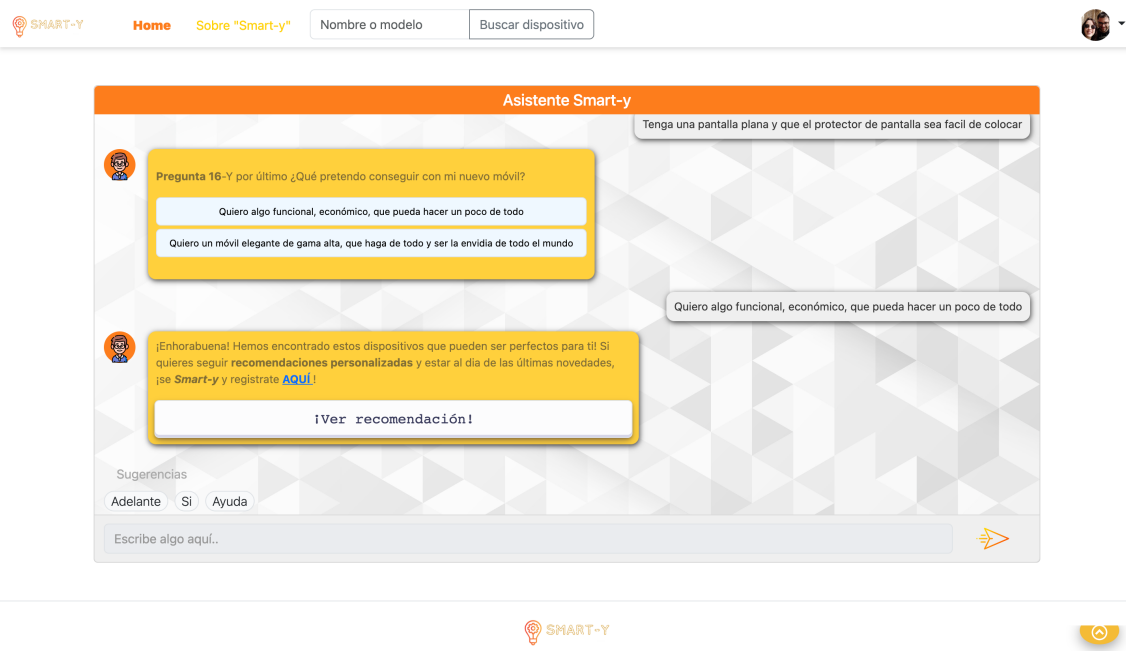 SMART-Y
Home
Sobre "Smart-y"
Nombre o modelo
Buscar dispositivo
Asistente Smart-y
Tenga una pantalla plana y que el protector de pantalla sea facil de colocar
Pregunta 16-Y por último ¿Qué pretendo conseguir con mi nuevo móvil?
Quiero algo funcional, económico, que pueda hacer un poco de todo
Quiero un móvil elegante de gama alta, que haga de todo y ser la envidia de todo el mundo
Quiero algo funcional, económico, que pueda hacer un poco de todo
¡Enhorabuena! Hemos encontrado estos dispositivos que pueden ser perfectos para ti! Si
quieres seguir recomendaciones personalizadas y estar al dia de las últimas novedades,
¡se Smart-y y registrate AQUÍ !
¡Ver recomendación!
Sugerencias
Adelante
Si
Ayuda
Escribe algo aquí..
SMART-Y